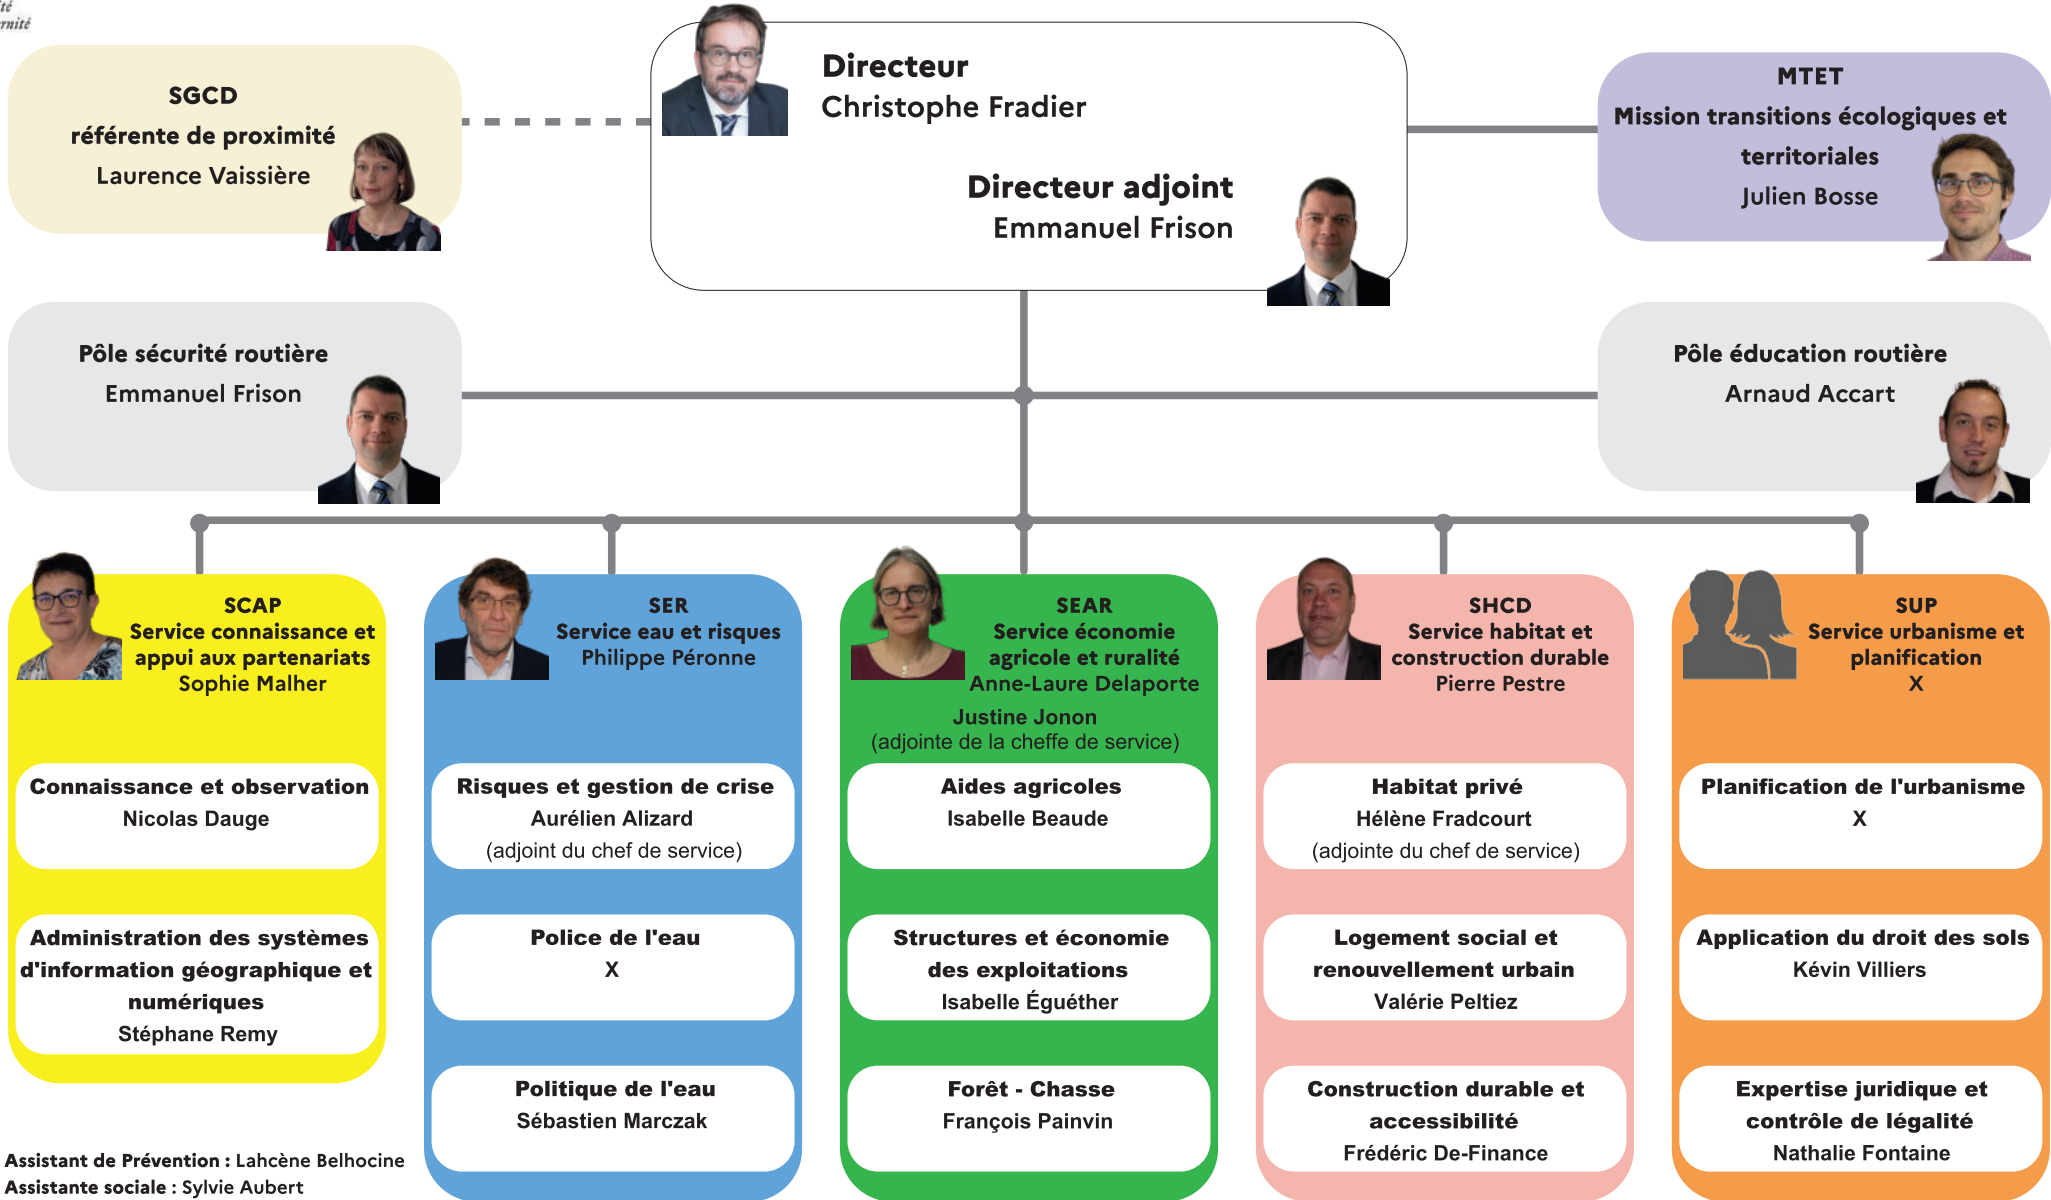 ité
rnité
SGCD
référente de proximité
Laurence Vaissière
Directeur
Christophe Fradier
Directeur adjoint
Emmanuel Frison
MTET
Mission transitions écologiques et
territoriales
Julien Bosse
Pôle sécurité routière
Emmanuel Frison
Pôle éducation routière
Arnaud Accart
SCAP
Service connaissance et
appui aux partenariats
Sophie Malher
Connaissance et observation
Nicolas Dauge
Administration des systèmes
d'information géographique et
numériques
Stéphane Remy
SER
Service eau et risques
Philippe Péronne
Risques et gestion de crise
Aurélien Alizard
(adjoint du chef de service)
Police de l'eau
X
Politique de l'eau
Sébastien Marczak
SEAR
Service économie
agricole et ruralité
Anne-Laure Delaporte
Justine Jonon
(adjointe de la cheffe de service)
Aides agricoles
Isabelle Beaude
Structures et économie
des exploitations
Isabelle Éguéther
Forêt - Chasse
François Painvin
SHCD
Service habitat et
construction durable
Pierre Pestre
Habitat privé
Hélène Fradcourt
(adjointe du chef de service)
Logement social et
renouvellement urbain
Valérie Peltiez
Construction durable et
accessibilité
Frédéric De-Finance
SUP
Service urbanisme et
planification
X
Planification de l'urbanisme
X
Application du droit des sols
Kévin Villiers
Expertise juridique et
contrôle de légalité
Nathalie Fontaine
Assistant de Prévention : Lahcène Belhocine
Assistante sociale : Sylvie Aubert